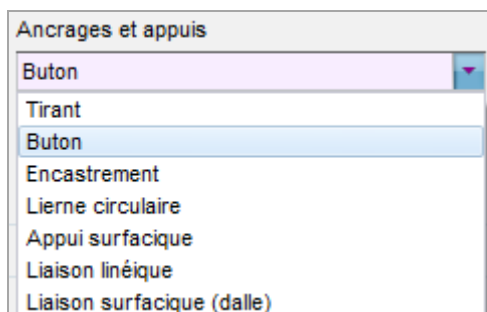 Ancrages et appuis
Buton
Tirant
Buton
Encastrement
Lierne circulaire
Appui surfacique
Liaison linéique
Liaison surfacique (dalle)